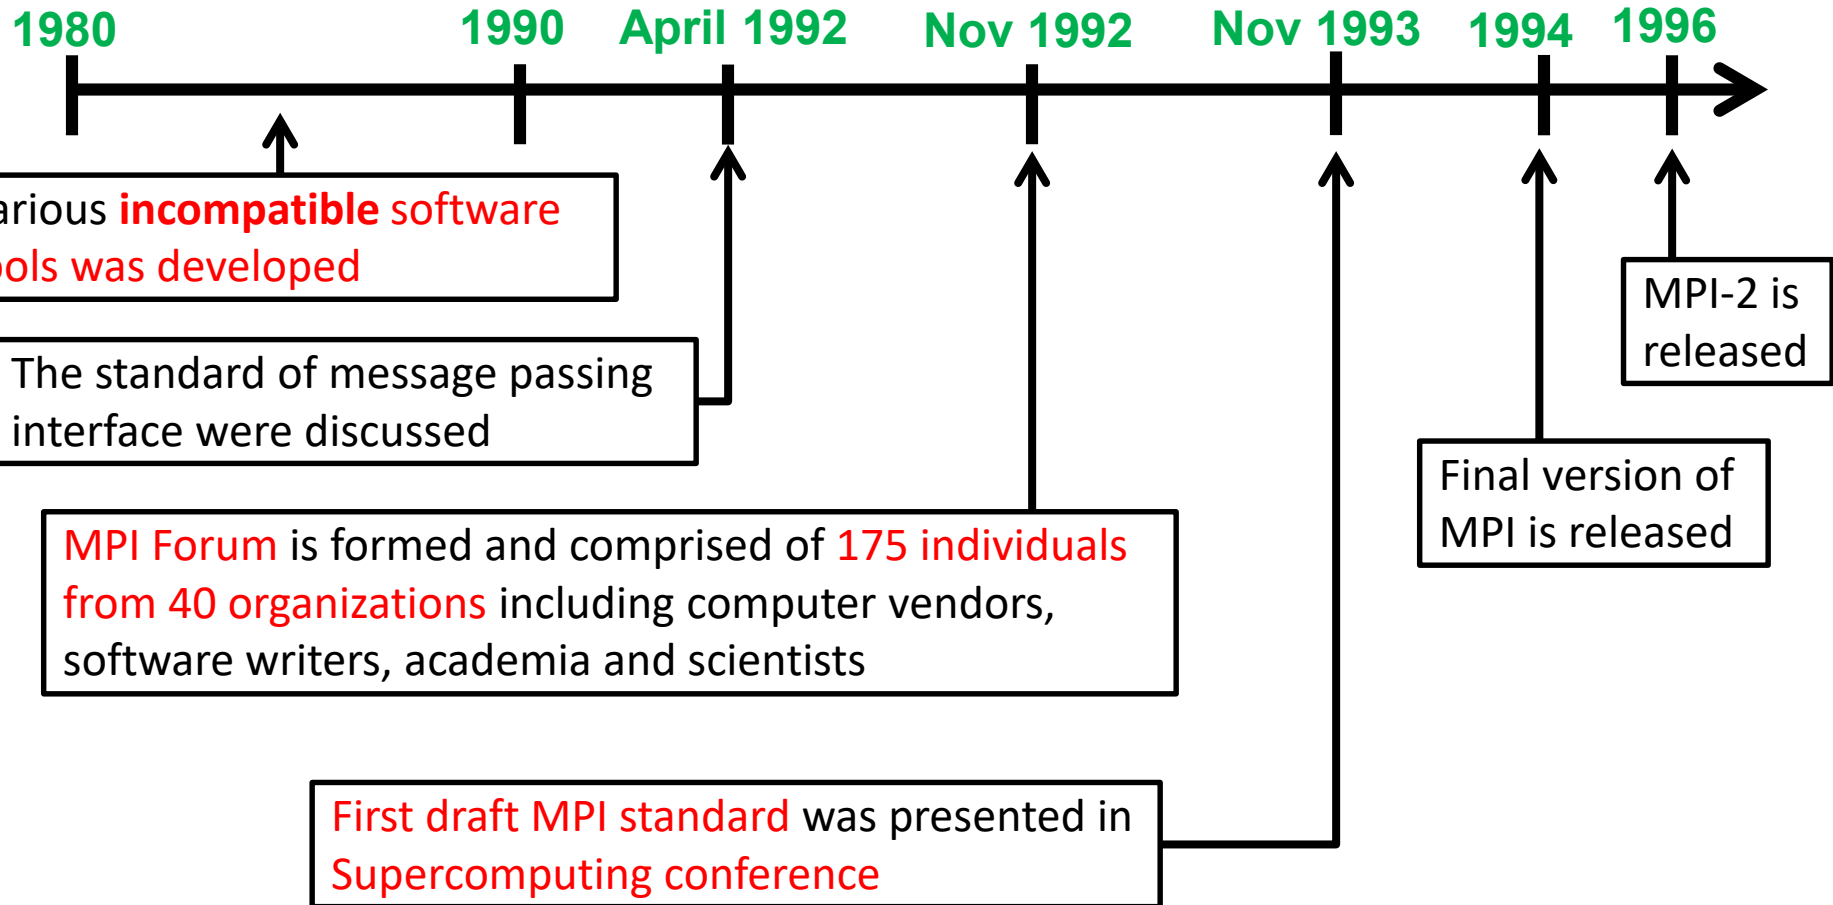 1980 1990 April 1992 Nov 1992 Nov 1993 1994 1996
arious incompatible software
ools was developed
The standard of message passing
interface were discussed
MPI Forum is formed and comprised of 175 individuals
from 40 organizations including computer vendors,
software writers, academia and scientists
First draft MPI standard was presented in
Supercomputing conference
Final version of
MPI is released
MPI-2 is
released